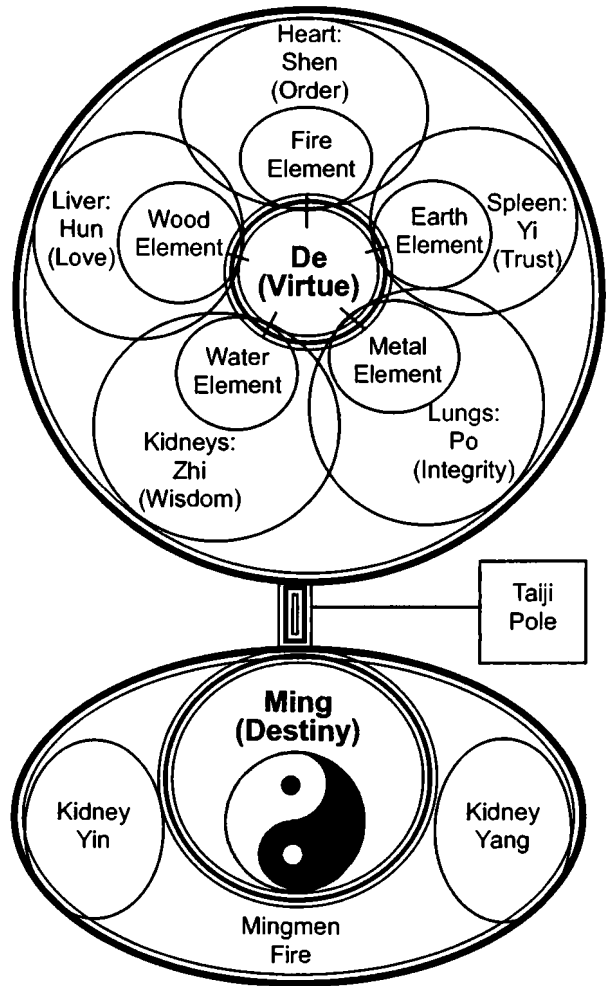 Heart:
Shen
(Order)
Fire
Element
Liver:
Hun
(Love)
Wood
Element
De
(Virtue)
Earth
Element
Spleen:
Yi
(Trust)
Water
Element
Metal
Element
Kidneys:
Zhi
(Wisdom)
Lungs:
Po
(Integrity)
Taiji
Pole
Ming
(Destiny)
Kidney
Yin
Kidney
Yang
Mingmen
Fire